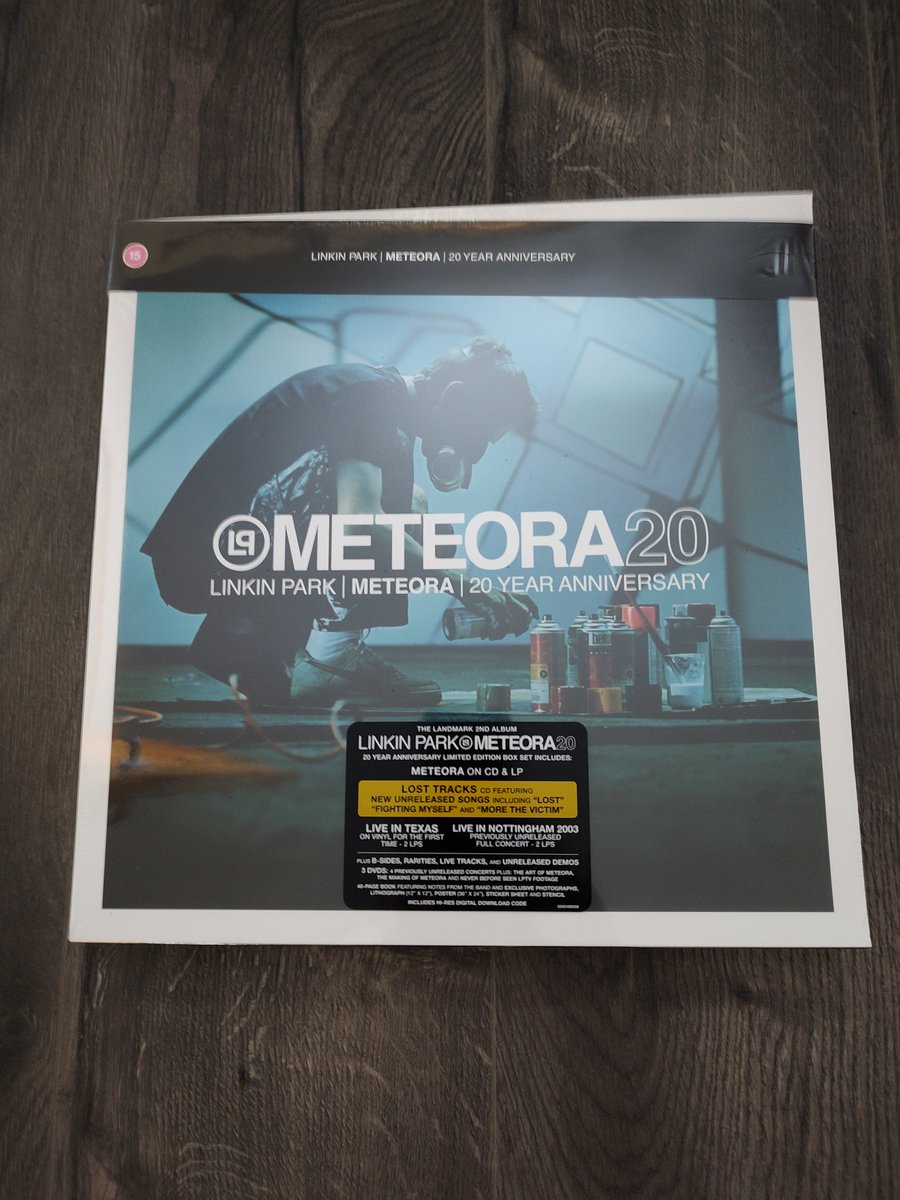 15
LINKIN PARK | METEORA | 20 YEAR ANNIVERSARY
LP METEORA 20
LINKIN PARK | METEORA | 20 YEAR ANNIVERSARY
THE LANDMARK 2ND ALBUM
LINKIN PARK LP METEORA20
20 YEAR ANNIVERSARY LIMITED EDITION BOX SET INCLUDES:
METEORA ON CD & LP
LOST TRACKS CD FEATURING
NEW UNRELEASED SONGS INCLUDING "LOST"
"FIGHTING MYSELF" AND "MORE THE VICTIM"
LIVE IN TEXAS
ON VINYL FOR THE FIRST
TIME - 2 LPS
LIVE IN NOTTINGHAM 2003
PREVIOUSLY UNRELEASED
FULL CONCERT - 2 LPS
PLUS B-SIDES, RARITIES, LIVE TRACKS, AND UNRELEASED DEMOS
3 DVDS: 4 PREVIOUSLY UNRELEASED CONCERTS PLUS: THE ART OF METEORA,
THE MAKING OF METEORA AND NEVER BEFORE SEEN LPTV FOOTAGE
40-PAGE BOOK FEATURING NOTES FROM THE BAND AND EXCLUSIVE PHOTOGRAPHS,
LITHOGRAPH (12" X 12"), POSTER (36" X 24"), STICKER SHEET AND STENCIL
INCLUDES HI-RES DIGITAL DOWNLOAD CODE